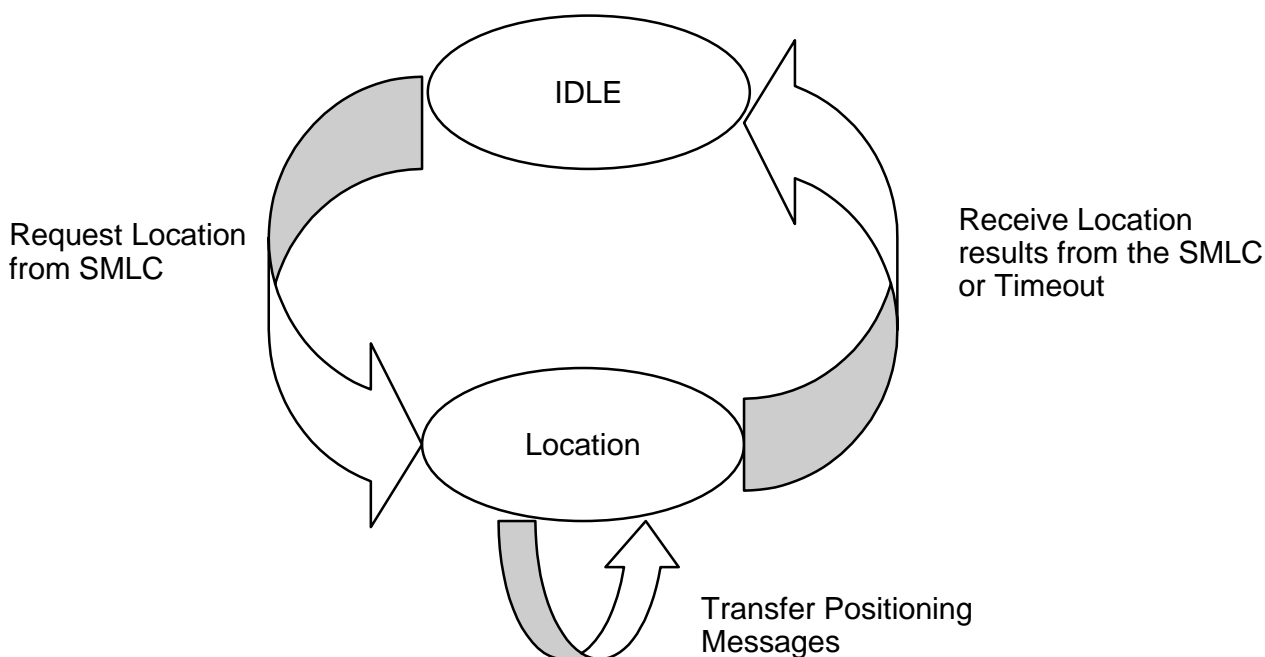 IDLE
Request Location
from SMLC
Receive Location
results from the SMLC
or Timeout
Location
Transfer Positioning
Messages